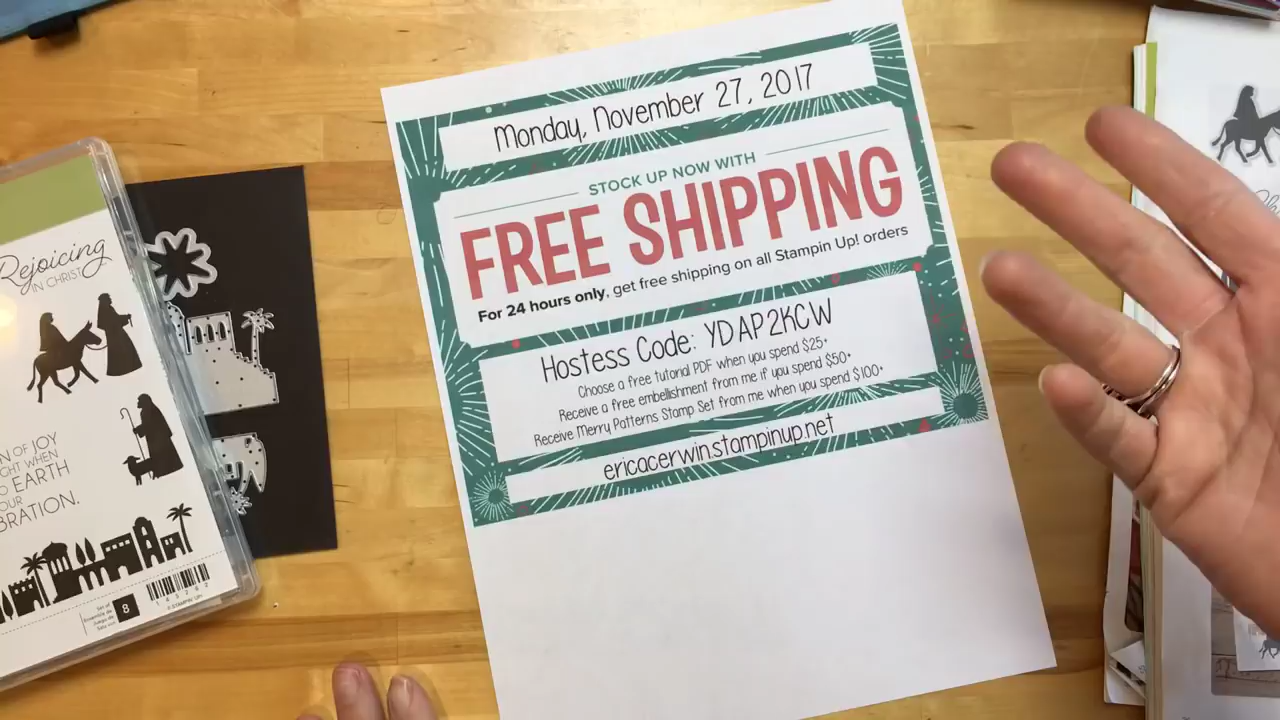 Monday, November 27, 2017
STOCK UP NOW WITH
FREE SHIPPING
For 24 hours only, get free shipping on all Stampin Up! orders
Hostess Code: YDAP2KCW
Choose a free tutorial PDF when you spend $25+
Receive a free embellishment from me if you spend $50+
Receive Merry Patterns Stamp Set from me when you spend $100+
ericacerwin.stampinup.net
Rejoicing
IN CHRIST
OF JOY
WHEN
EARTH
8